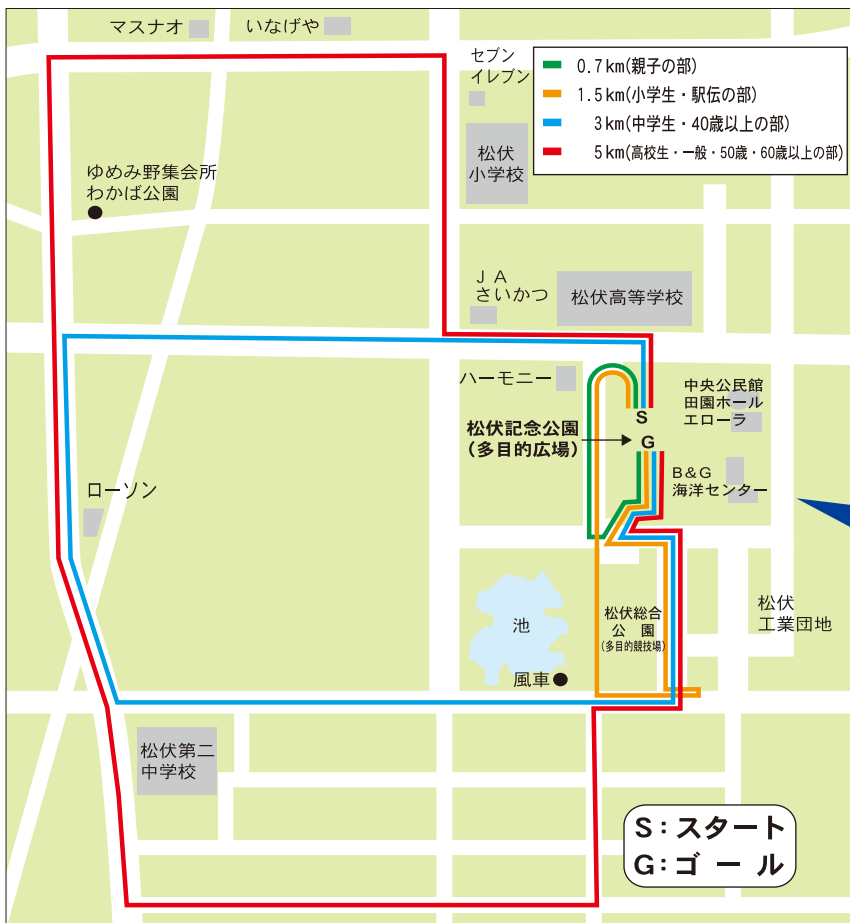 マスナオ
いなげや
セブン
イレブン
0.7km(親子の部)
1.5km(小学生・駅伝の部)
3km(中学生・40歳以上の部)
5km(高校生・一般・50歳・60歳以上の部)
松伏
小学校
ゆめみ野集会所
わかば公園
JA
さいかつ
松伏高等学校
ハーモニー
中央公民館
田園ホール
エローラ
S
松伏記念公園
(多目的広場)
G
B&G
海洋センター
ローソン
池
松伏総合
公園
(多目的競技場)
松伏
工業団地
風車
松伏第二
中学校
S:スタート
G:ゴール